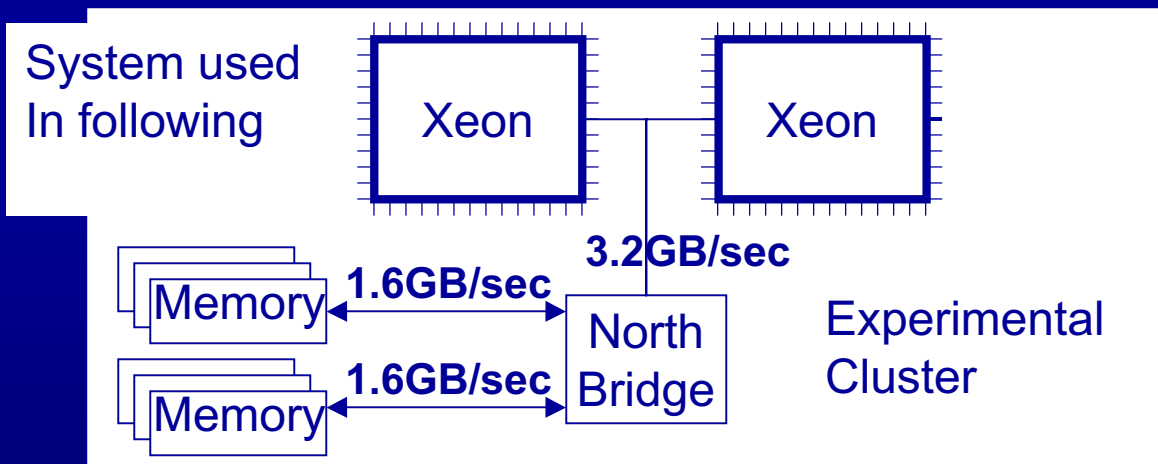 System used
In following
Xeon
Xeon
3.2GB/sec
Memory
1.6GB/sec
North
Bridge
Experimental
Cluster
Memory
1.6GB/sec